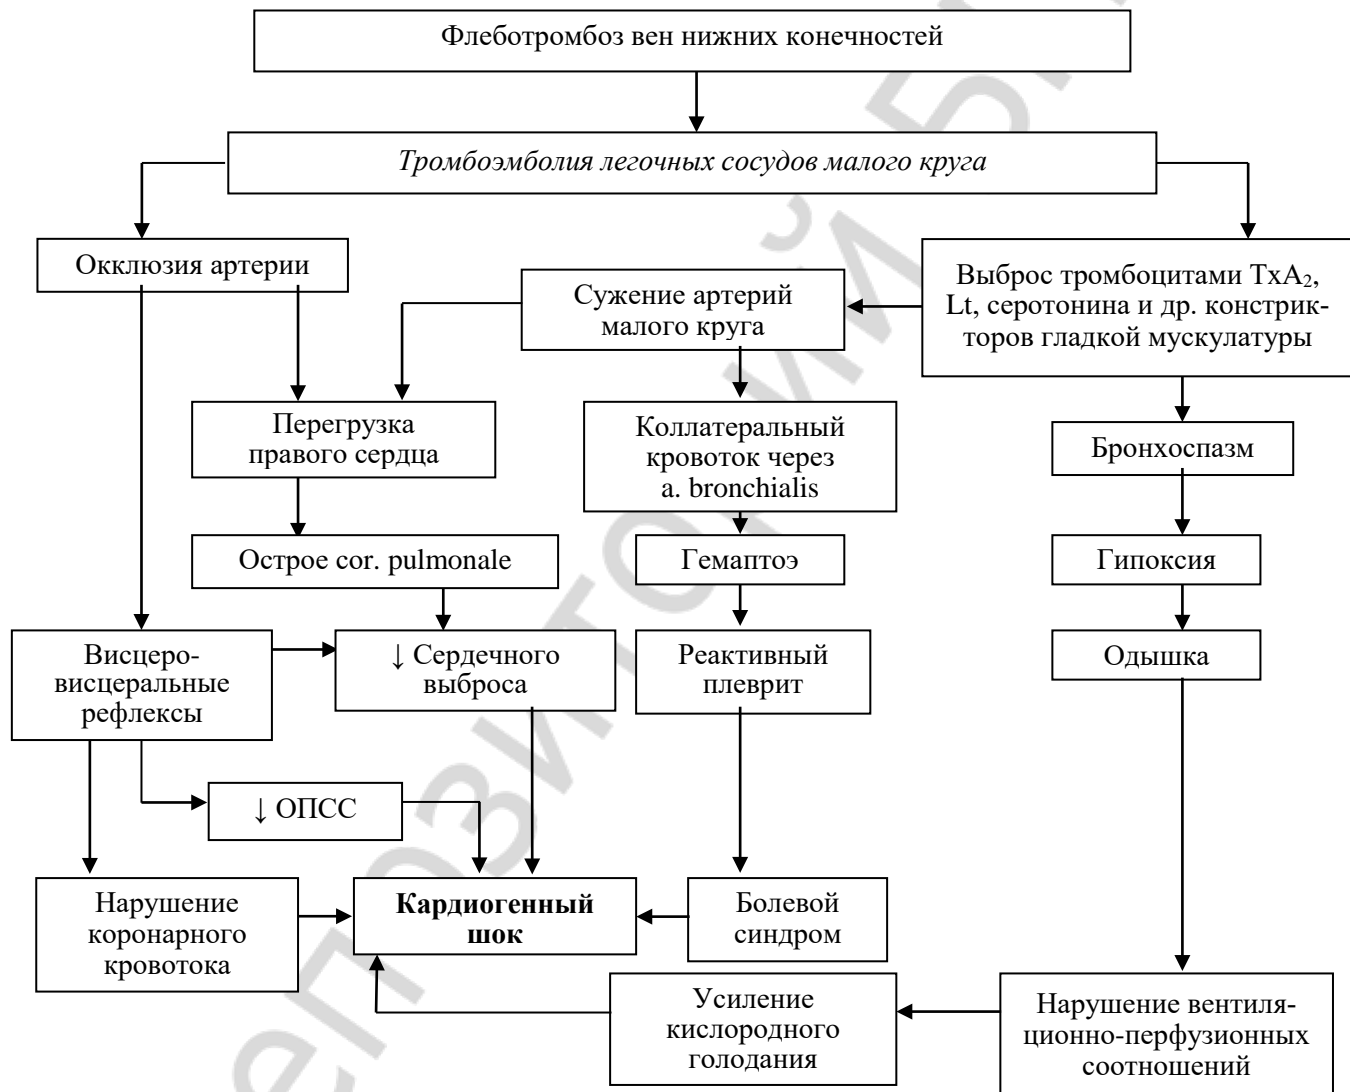 Флеботромбоз вен нижних конечностей
Тромбоэмболия легочных сосудов малого круга
Окклюзия артерии
Сужение артерий
малого круга
Выброс тромбоцитами TxA₂,
Lt, серотонина и др. констрик-
торов гладкой мускулатуры
Перегрузка
правого сердца
Коллатеральный
кровоток через
a. bronchialis
Бронхоспазм
Острое cor. pulmonale
Гемаптоэ
Гипоксия
Висцеро-
висцеральные
рефлексы
↓ Сердечного
выброса
Реактивный
плеврит
Одышка
↓ ОПСС
Нарушение
коронарного
кровотока
Кардиогенный
шок
Болевой
синдром
Усиление
кислородного
голодания
Нарушение вентиля-
ционно-перфузионных
соотношений